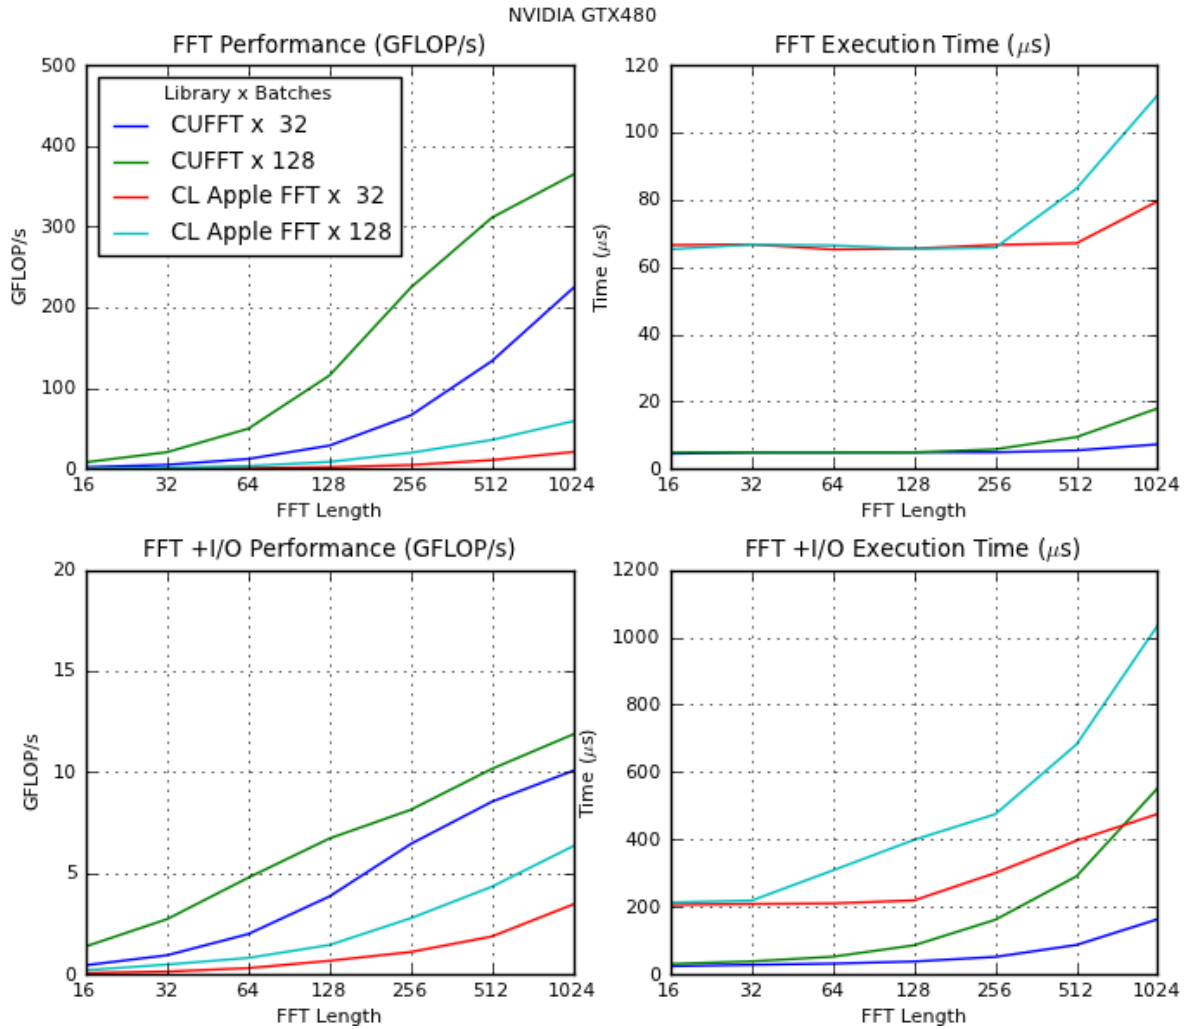 NVIDIA GTX480
FFT Performance (GFLOP/s)
500
400
300
200
100
0
GFLOP/s
Library x Batches
CUFFT x  32
CUFFT x 128
CL Apple FFT x  32
CL Apple FFT x 128
16 32 64 128 256 512 1024
FFT Length
FFT Execution Time (μs)
120
100
80
60
40
20
0
Time (μs)
16 32 64 128 256 512 1024
FFT Length
FFT +I/O Performance (GFLOP/s)
20
15
10
5
0
GFLOP/s
16 32 64 128 256 512 1024
FFT Length
FFT +I/O Execution Time (μs)
1200
1000
800
600
400
200
0
Time (μs)
16 32 64 128 256 512 1024
FFT Length